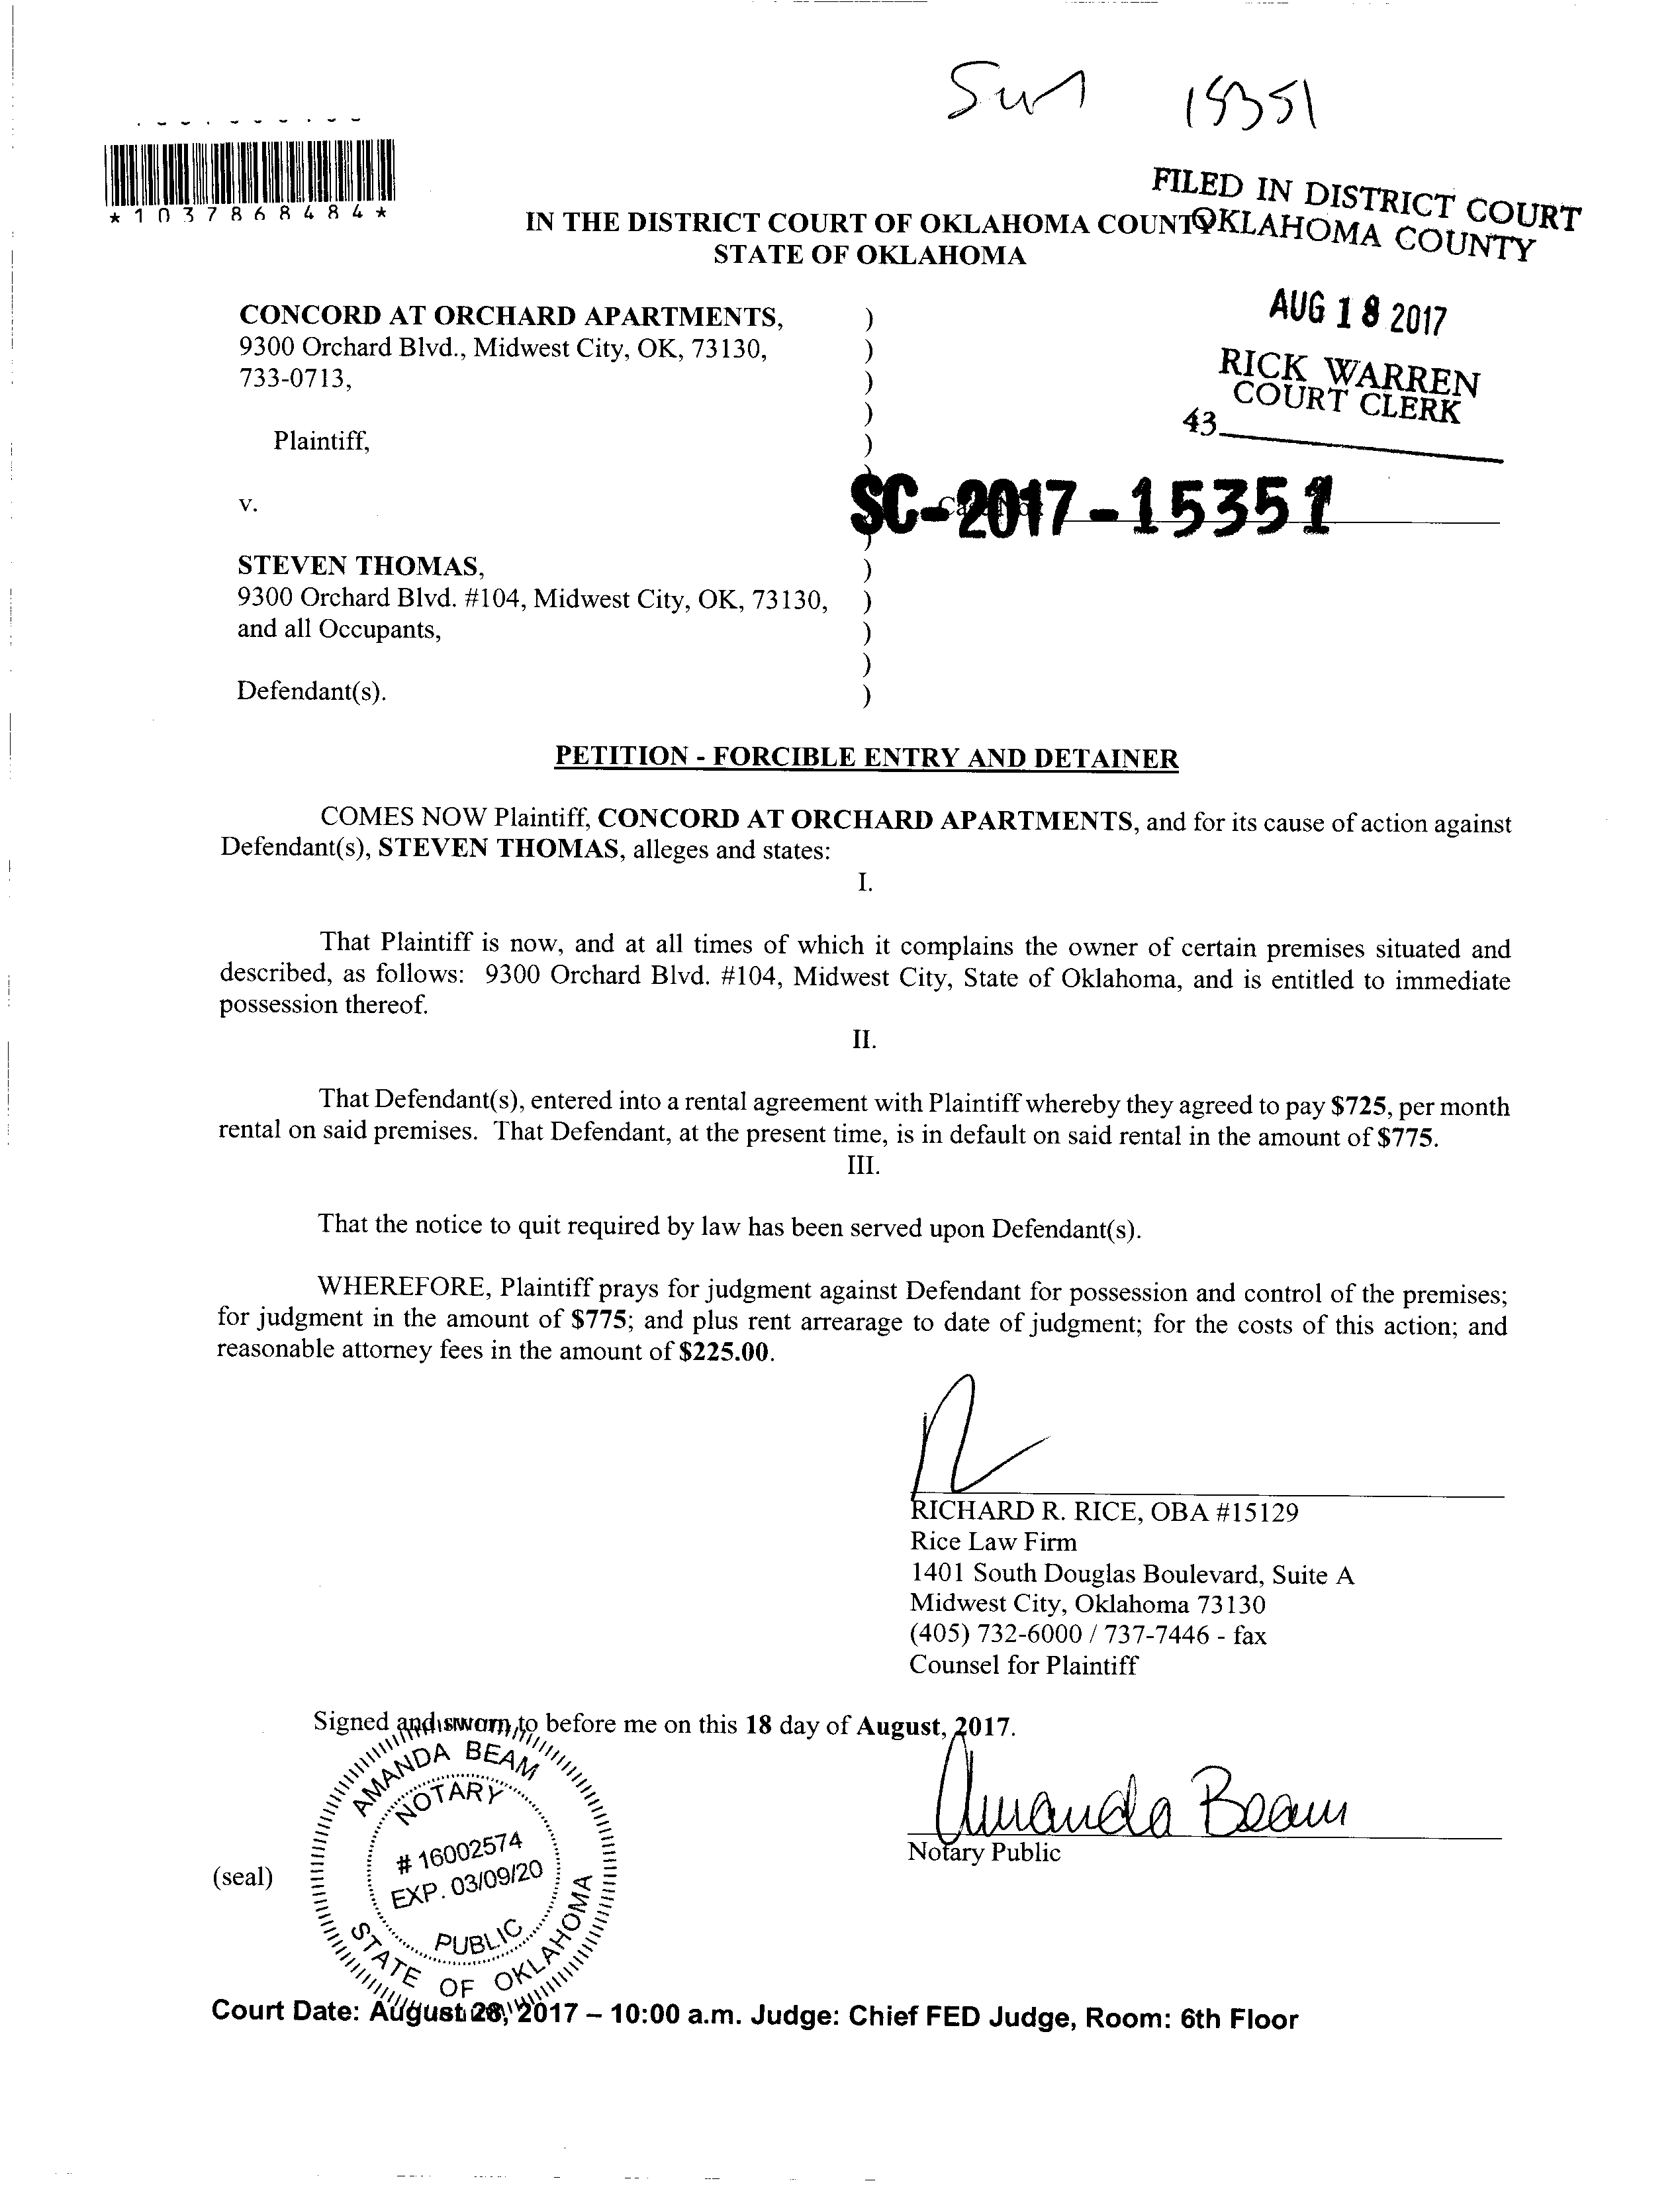 15351
*1037868484*
FILED IN DISTRICT COURT
OKLAHOMA COUNTY
IN THE DISTRICT COURT OF OKLAHOMA COUNTY
STATE OF OKLAHOMA
AUG 18 2017
RICK WARREN
COURT CLERK
43
CONCORD AT ORCHARD APARTMENTS, )
9300 Orchard Blvd., Midwest City, OK, 73130, )
733-0713, )
)
Plaintiff, )
)
v. Case No. SC-2017-15351
)
STEVEN THOMAS, )
9300 Orchard Blvd. #104, Midwest City, OK, 73130, )
and all Occupants, )
)
Defendant(s). )
PETITION - FORCIBLE ENTRY AND DETAINER
COMES NOW Plaintiff, CONCORD AT ORCHARD APARTMENTS, and for its cause of action against
Defendant(s), STEVEN THOMAS, alleges and states:
I.
That Plaintiff is now, and at all times of which it complains the owner of certain premises situated and
described, as follows: 9300 Orchard Blvd. #104, Midwest City, State of Oklahoma, and is entitled to immediate
possession thereof.
II.
That Defendant(s), entered into a rental agreement with Plaintiff whereby they agreed to pay $725, per month
rental on said premises. That Defendant, at the present time, is in default on said rental in the amount of $775.
III.
That the notice to quit required by law has been served upon Defendant(s).
WHEREFORE, Plaintiff prays for judgment against Defendant for possession and control of the premises;
for judgment in the amount of $775; and plus rent arrearage to date of judgment; for the costs of this action; and
reasonable attorney fees in the amount of $225.00.
RICHARD R. RICE, OBA #15129
Rice Law Firm
1401 South Douglas Boulevard, Suite A
Midwest City, Oklahoma 73130
(405) 732-6000 / 737-7446 - fax
Counsel for Plaintiff
Signed and sworn to before me on this 18 day of August, 2017.
Amanda Beam
Notary Public
(seal)
AMANDA BEAM
NOTARY
# 16002574
EXP. 03/09/20
PUBLIC
STATE OF OKLAHOMA
Court Date: August 28, 2017 – 10:00 a.m. Judge: Chief FED Judge, Room: 6th Floor